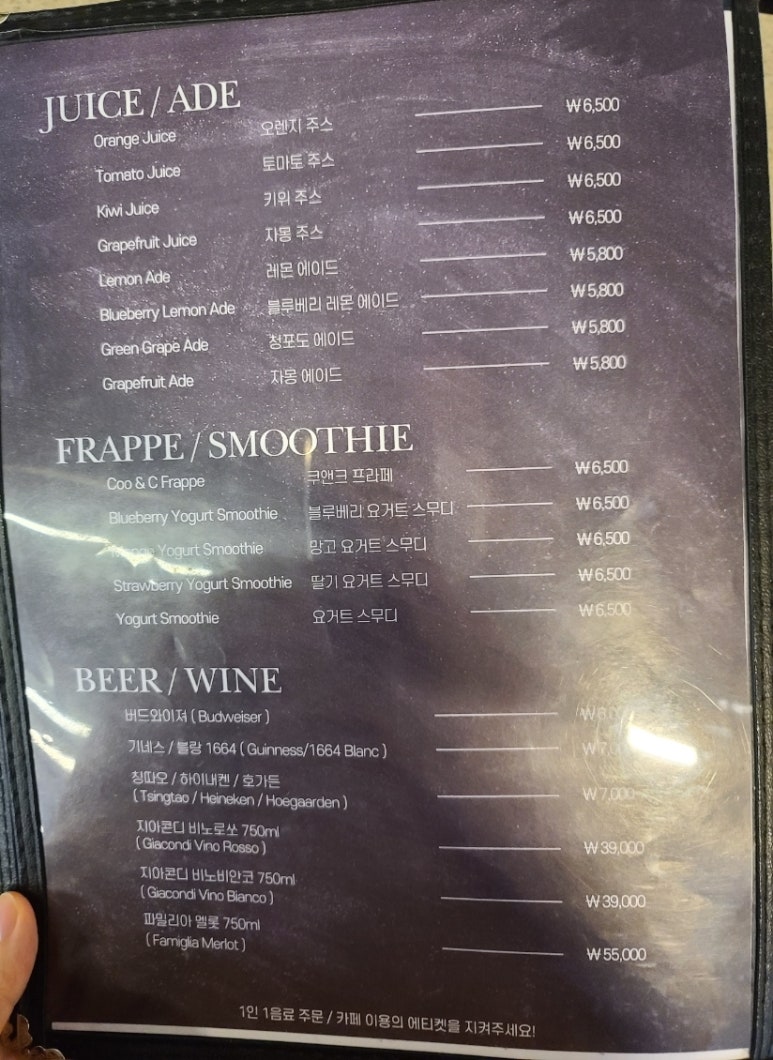 JUICE / ADE
Orange Juice 오렌지 주스 ₩6,500
Tomato Juice 토마토 주스 ₩6,500
Kiwi Juice 키위 주스 ₩6,500
Grapefruit Juice 자몽 주스 ₩6,500
Lemon Ade 레몬 에이드 ₩5,800
Blueberry Lemon Ade 블루베리 레몬 에이드 ₩5,800
Green Grape Ade 청포도 에이드 ₩5,800
Grapefruit Ade 자몽 에이드 ₩5,800
FRAPPE / SMOOTHIE
Coo & C Frappe 쿠앤크 프라페 ₩6,500
Blueberry Yogurt Smoothie 블루베리 요거트 스무디 ₩6,500
Yogurt Smoothie 망고 요거트 스무디 ₩6,500
Strawberry Yogurt Smoothie 딸기 요거트 스무디 ₩6,500
Yogurt Smoothie 요거트 스무디 ₩6,500
BEER / WINE
버드와이져 ( Budweiser )
기네스 / 블랑 1664 ( Guinness/1664 Blanc )
칭따오 / 하이네켄 / 호가든
( Tsingtao / Heineken / Hoegaarden ) ₩7,000
지아콘디 비노로쏘 750ml
( Giacondi Vino Rosso ) ₩39,000
지아콘디 비노비안코 750ml
( Giacondi Vino Bianco ) ₩39,000
파밀리아 멜롯 750ml
( Famiglia Merlot ) ₩55,000
1인 1음료 주문 / 카페 이용의 에티켓을 지켜주세요!